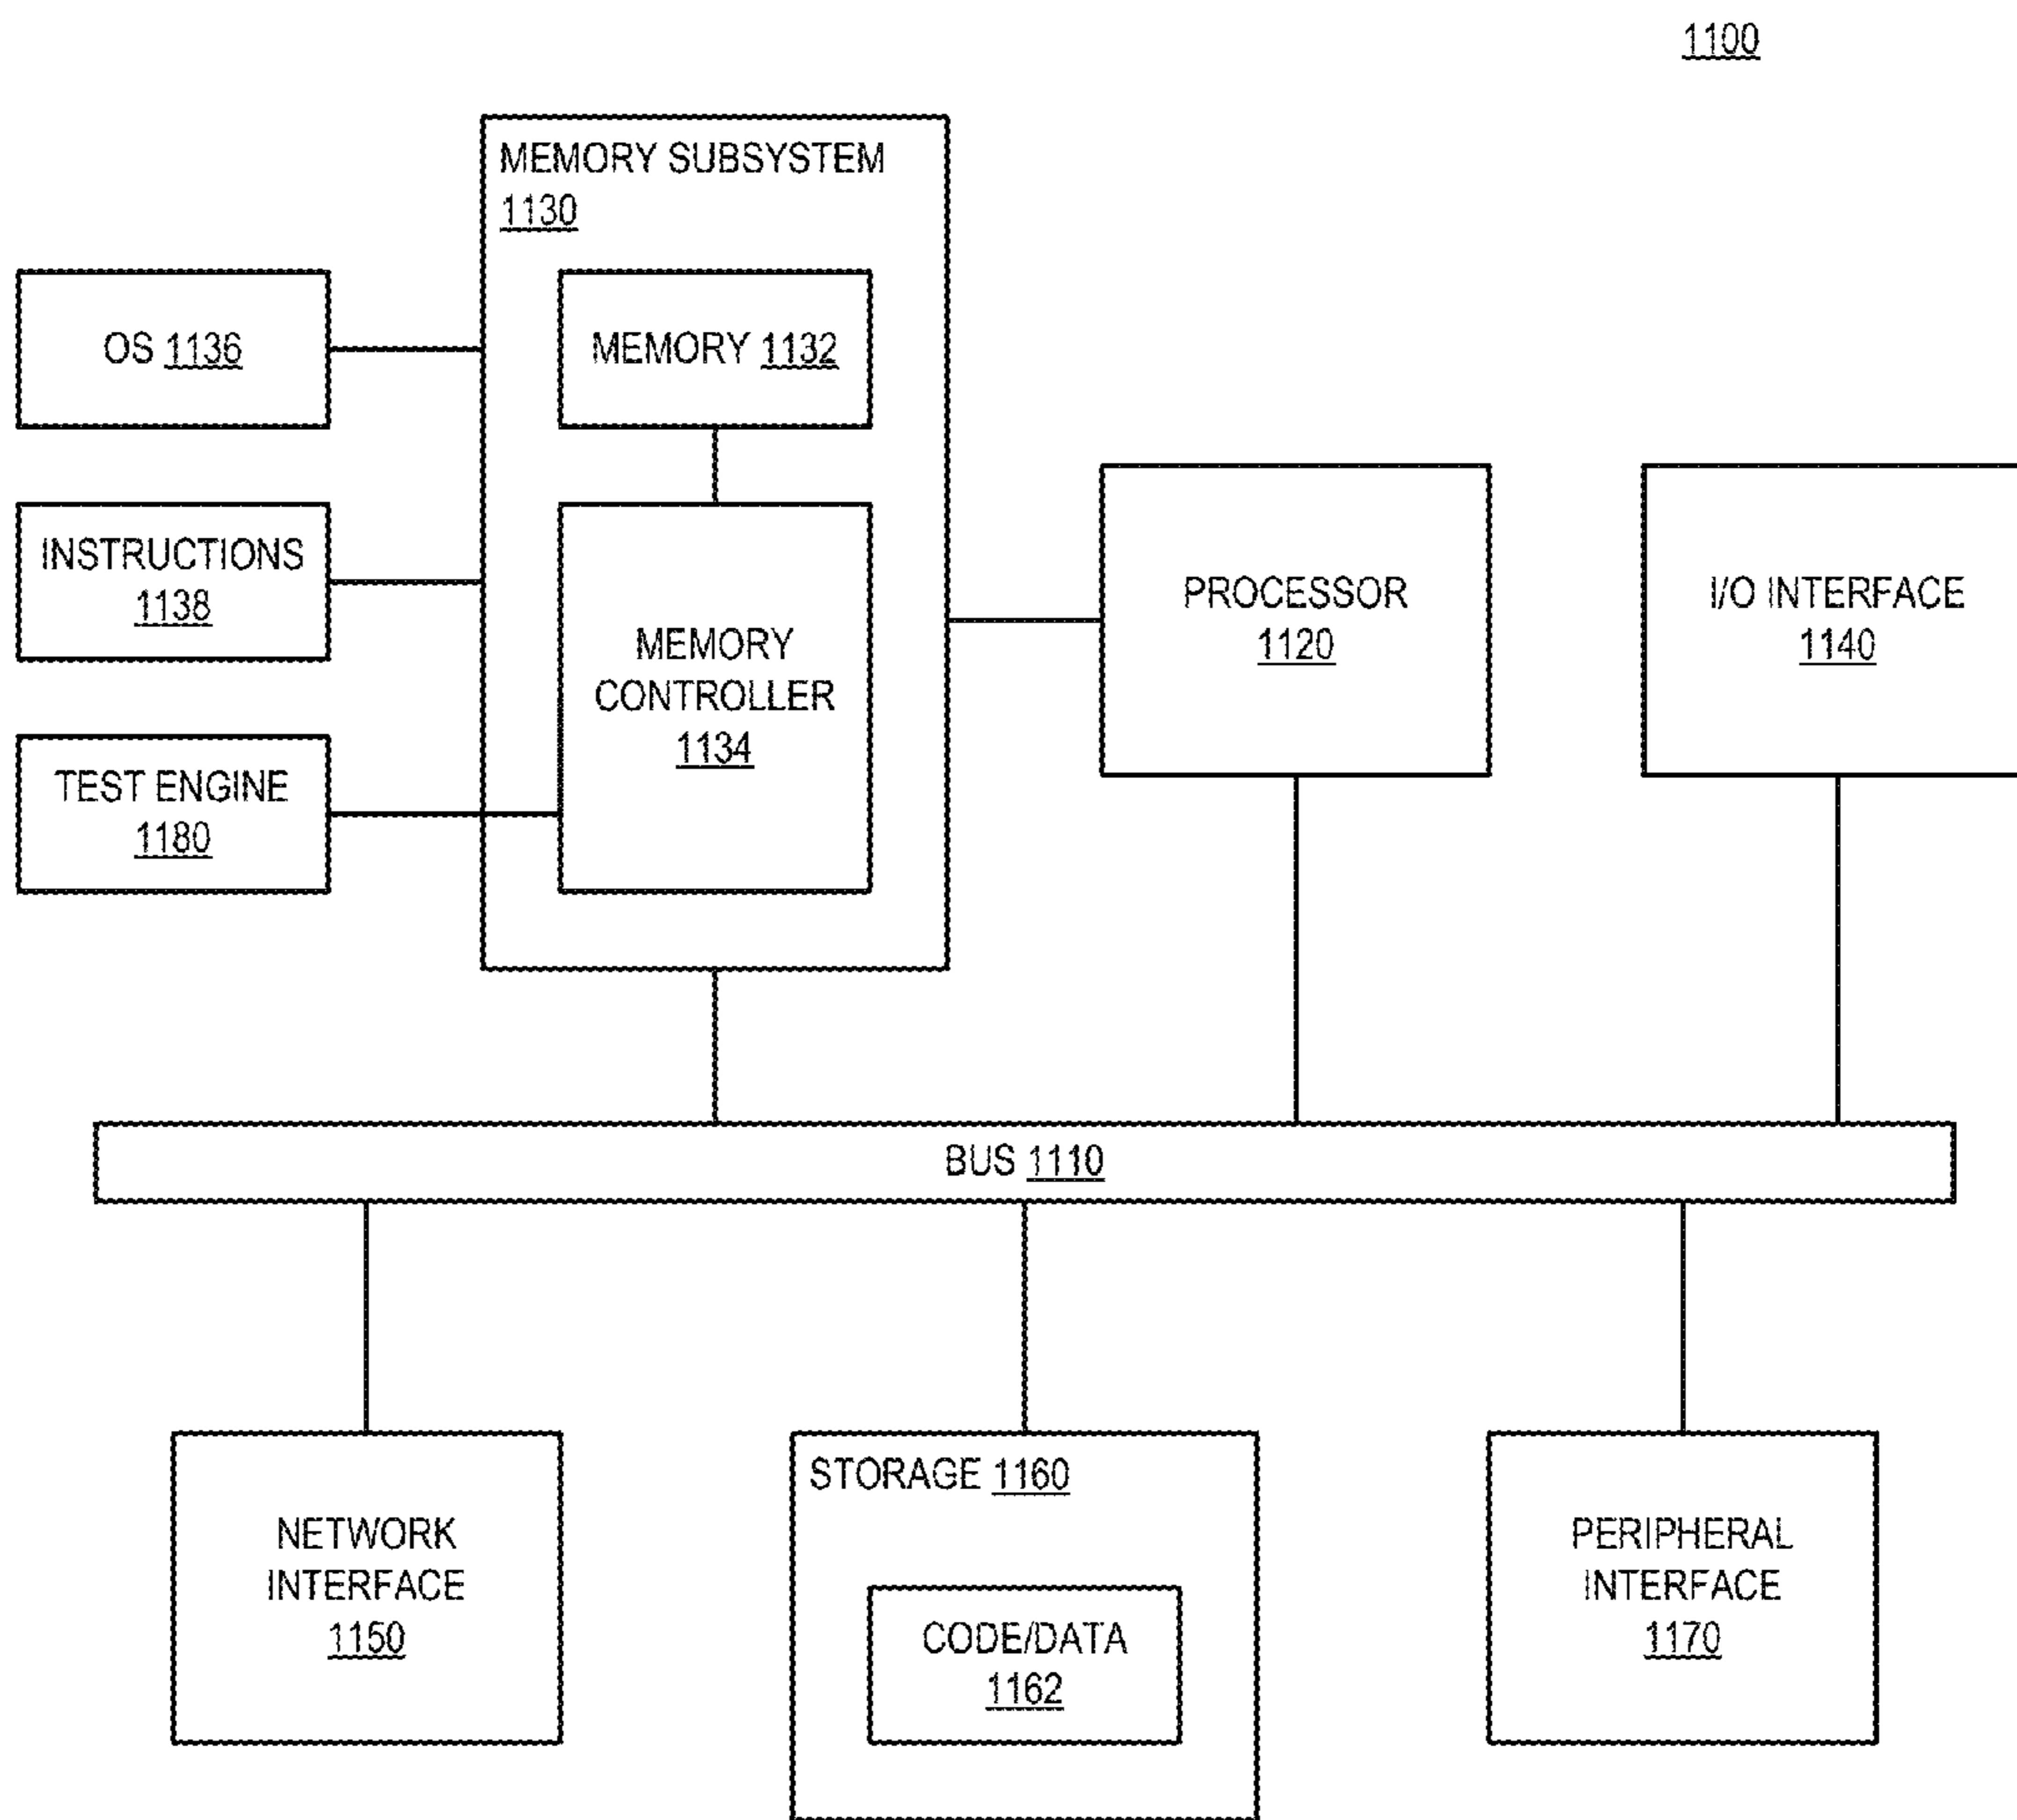 1100
MEMORY SUBSYSTEM
1130
OS 1136
MEMORY 1132
INSTRUCTIONS
1138
MEMORY
CONTROLLER
1134
TEST ENGINE
1180
PROCESSOR
1120
I/O INTERFACE
1140
BUS 1110
NETWORK
INTERFACE
1150
STORAGE 1160
CODE/DATA
1162
PERIPHERAL
INTERFACE
1170